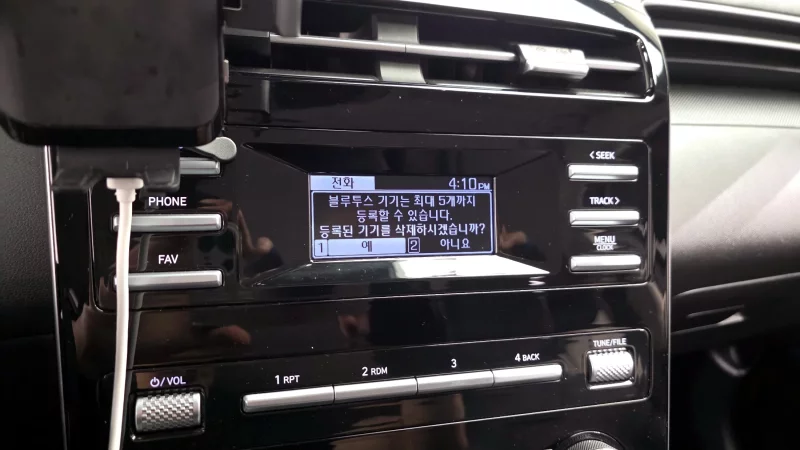 전화 4:10 PM
블루투스 기기는 최대 5개까지
등록할 수 있습니다.
등록된 기기를 삭제하시겠습니까?
1 예 2 아니요
PHONE
FAV
< SEEK
TRACK >
MENU
CLOCK
⏻/VOL
1 RPT
2 RDM
3
4 BACK
TUNE/FILE